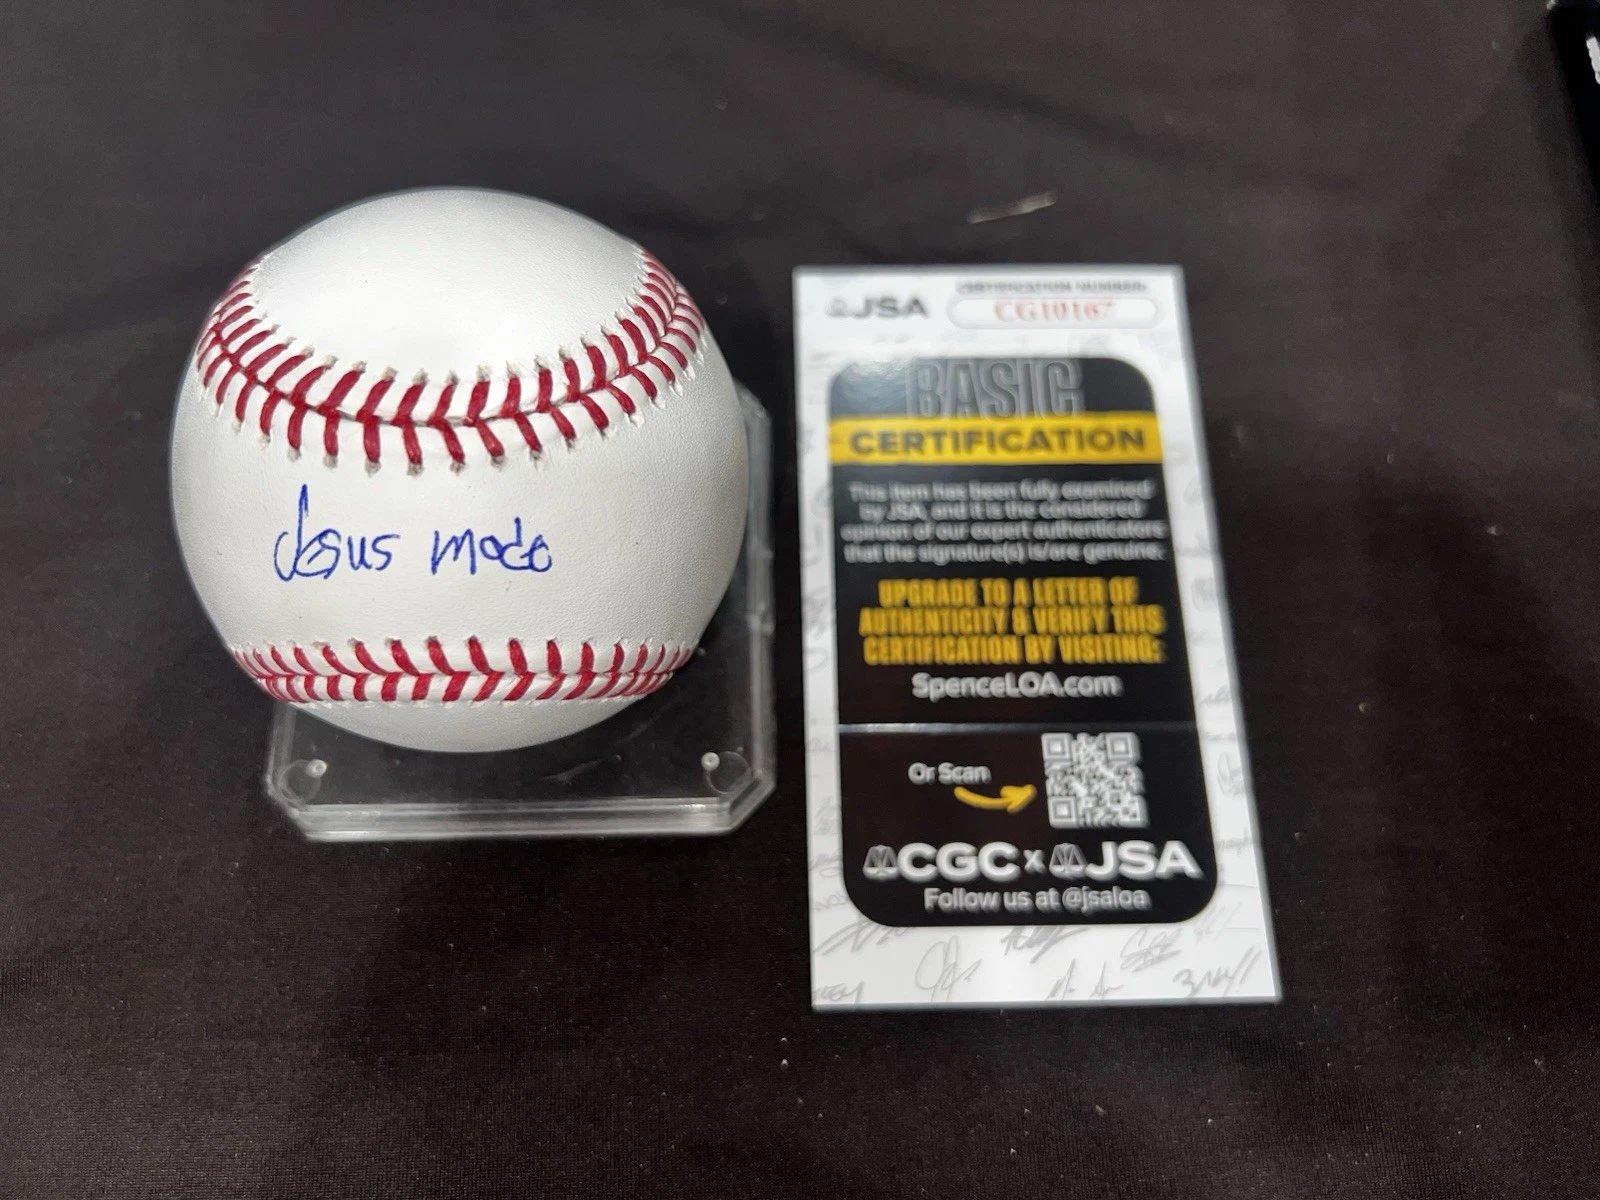 Jesus Made
JSA
CERTIFICATION NUMBER:
CG10167
BASIC
CERTIFICATION
This item has been fully examined
by JSA, and it is the considered
opinion of our expert authenticators
that the signature(s) is/are genuine.
UPGRADE TO A LETTER OF
AUTHENTICITY & VERIFY THIS
CERTIFICATION BY VISITING:
SpenceLOA.com
Or Scan
CGC x JSA
Follow us at @jsaloa